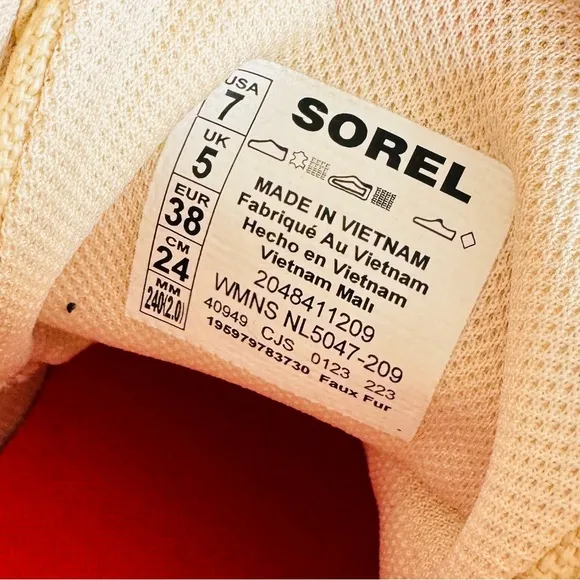 USA
7
UK
5
EUR
38
CM
24
MM
240(2.0)
SOREL
MADE IN VIETNAM
Fabriqué Au Vietnam
Hecho en Vietnam
Vietnam Malı
2048411209
WMNS NL5047-209
40949 CJS 0123 223
195979783730 Faux Fur